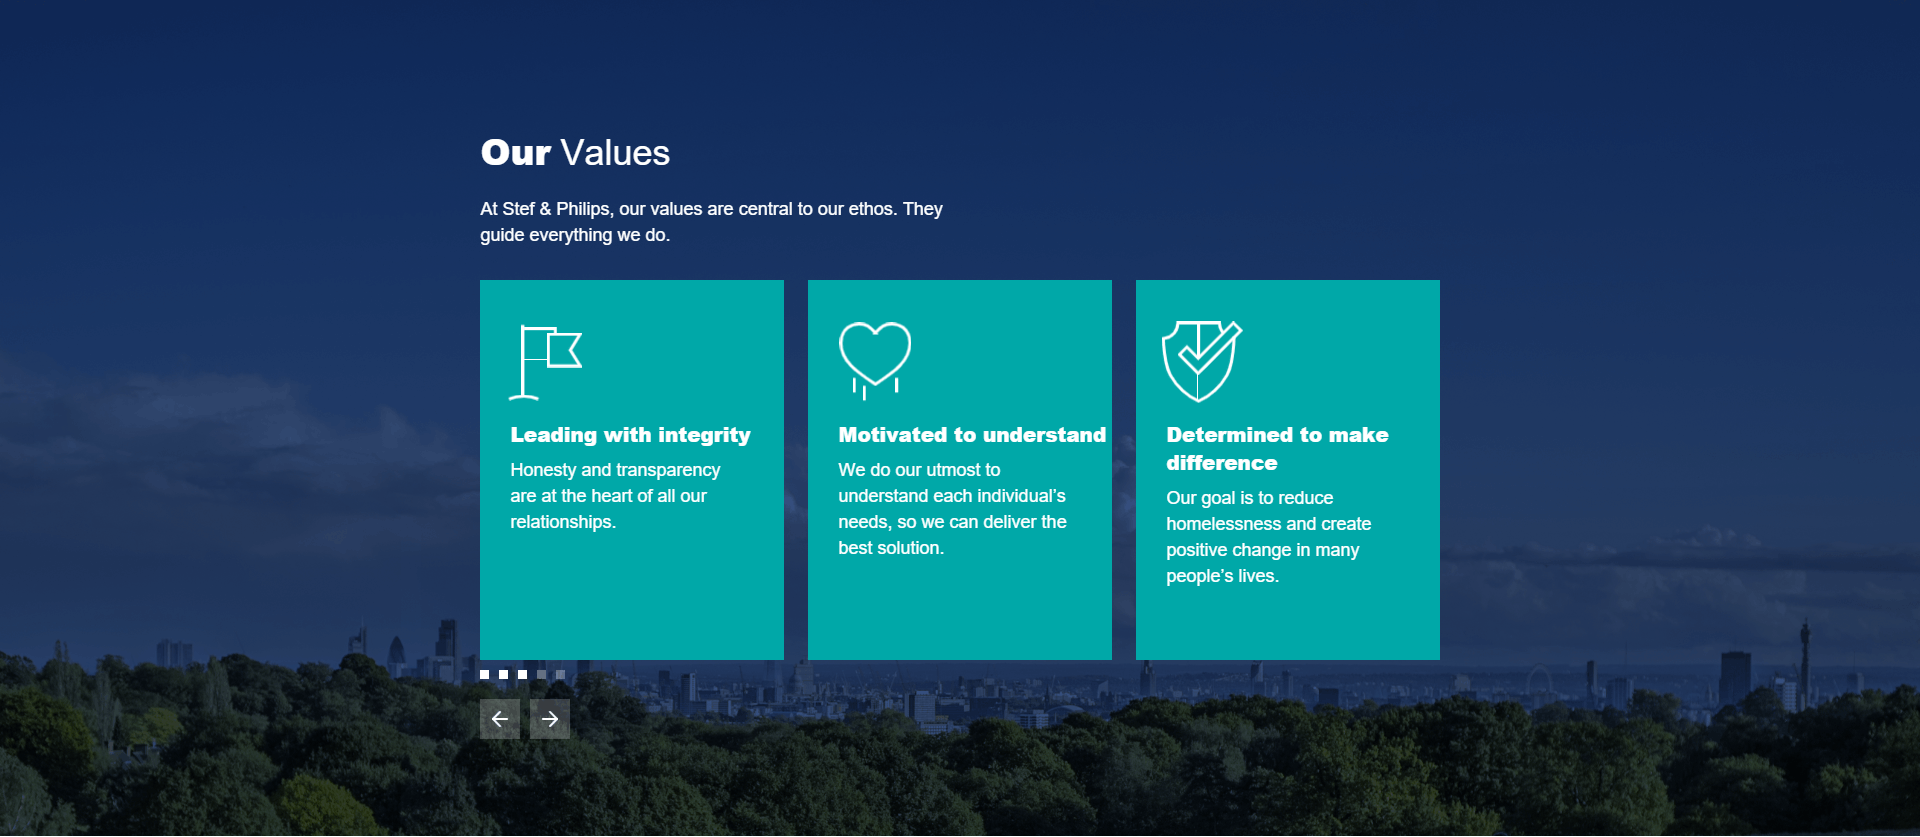 Our Values
At Stef & Philips, our values are central to our ethos. They
guide everything we do.
Leading with integrity
Honesty and transparency
are at the heart of all our
relationships.
Motivated to understand
We do our utmost to
understand each individual’s
needs, so we can deliver the
best solution.
Determined to make
difference
Our goal is to reduce
homelessness and create
positive change in many
people’s lives.